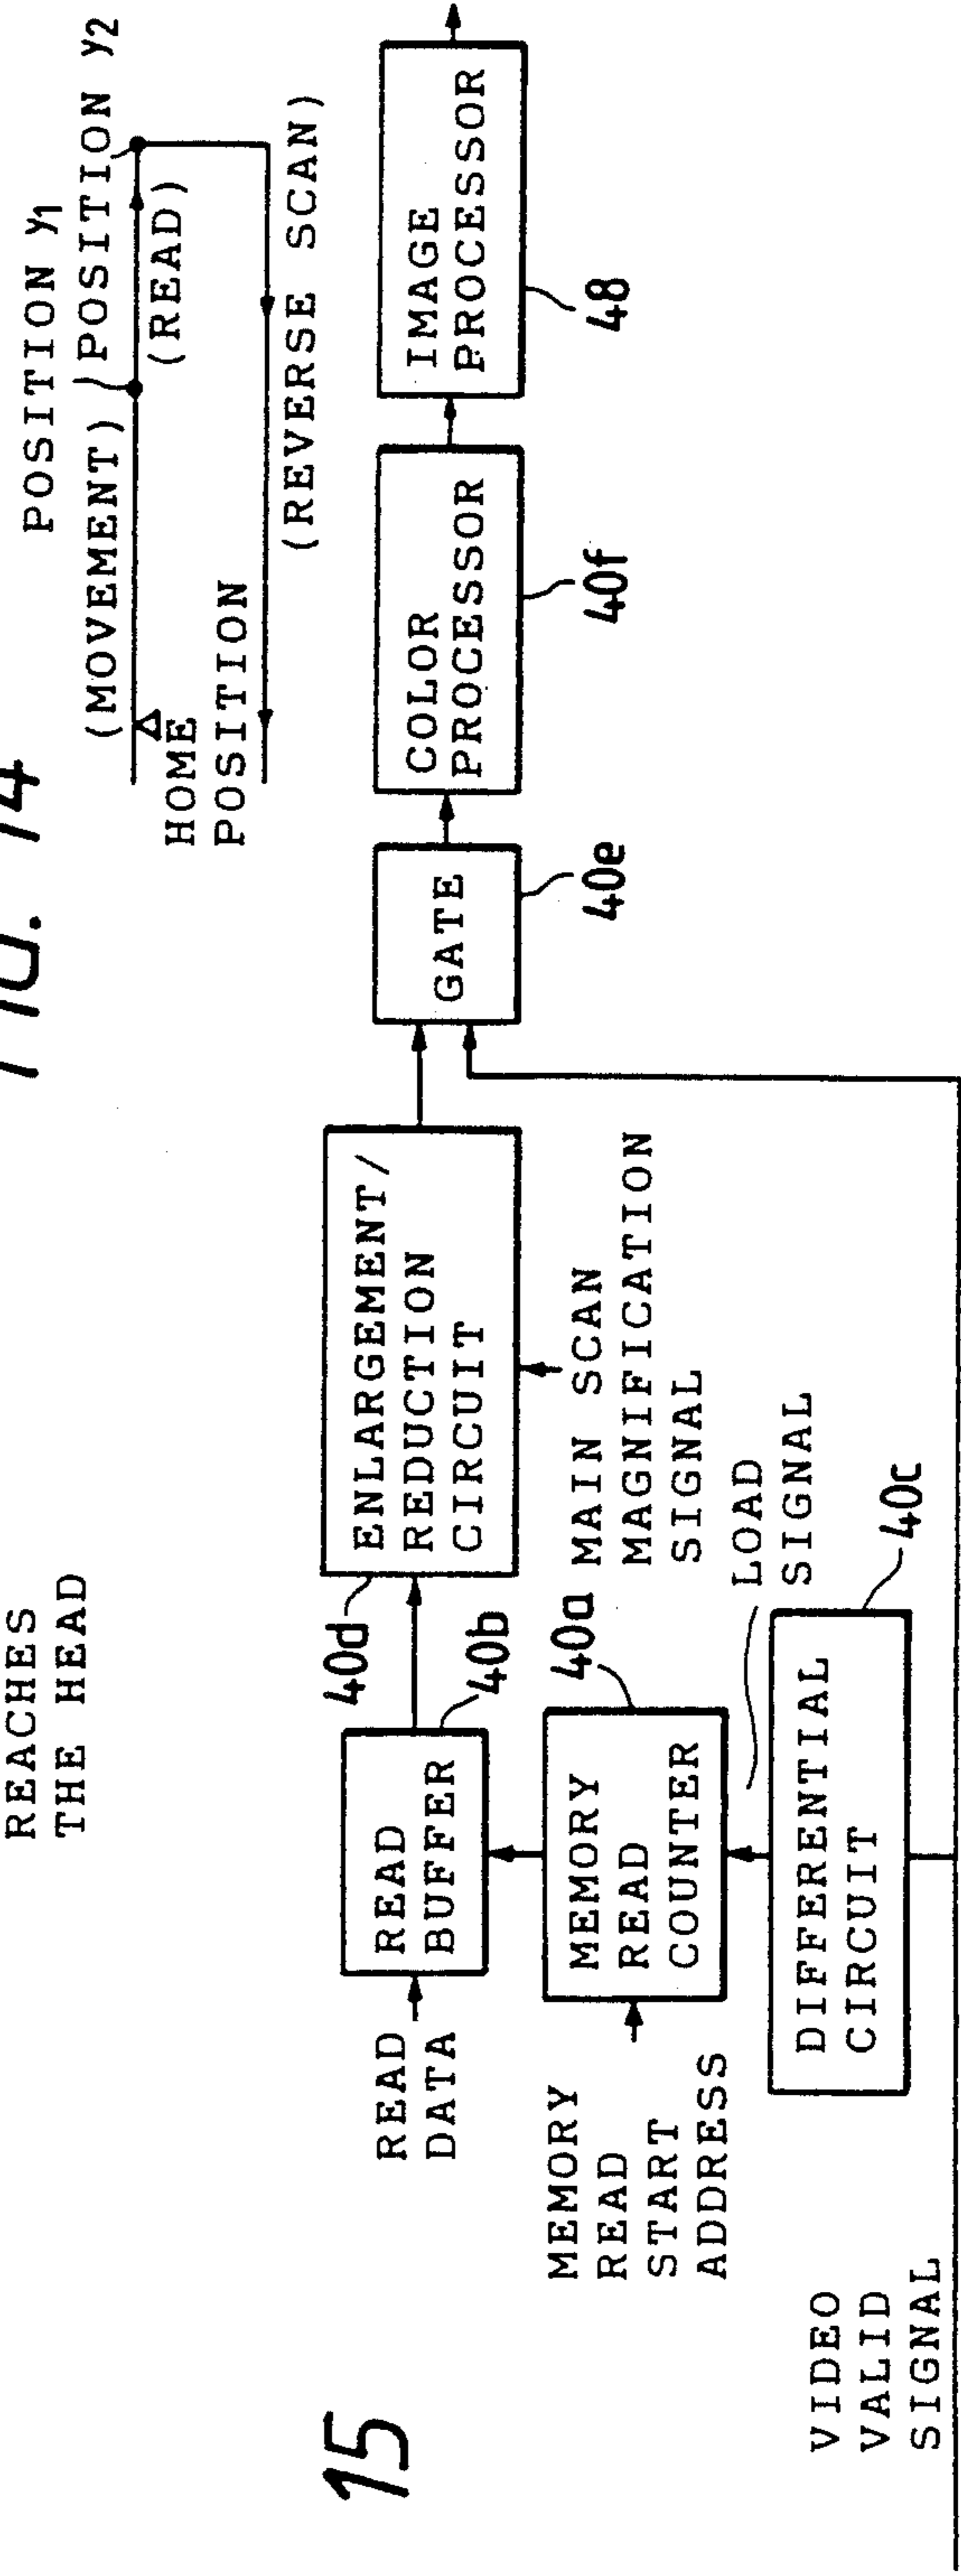 REACHES
THE HEAD
POSITION y1
(MOVEMENT)
POSITION y2
(READ)
HOME
POSITION
(REVERSE SCAN)
15
READ
DATA
READ
BUFFER
40b
40d
ENLARGEMENT/
REDUCTION
CIRCUIT
MAIN SCAN
MAGNIFICATION
SIGNAL
GATE
40e
COLOR
PROCESSOR
40f
IMAGE
PROCESSOR
48
MEMORY
READ
START
ADDRESS
MEMORY
READ
COUNTER
40a
LOAD
SIGNAL
DIFFERENTIAL
CIRCUIT
40c
VIDEO
VALID
SIGNAL